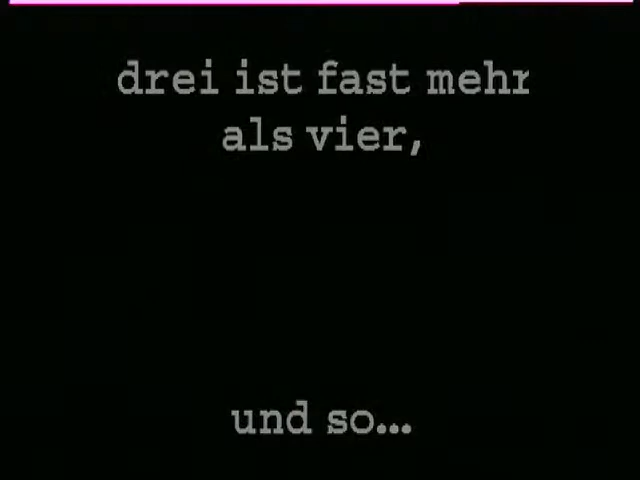 drei ist fast mehr
als vier,
und so...